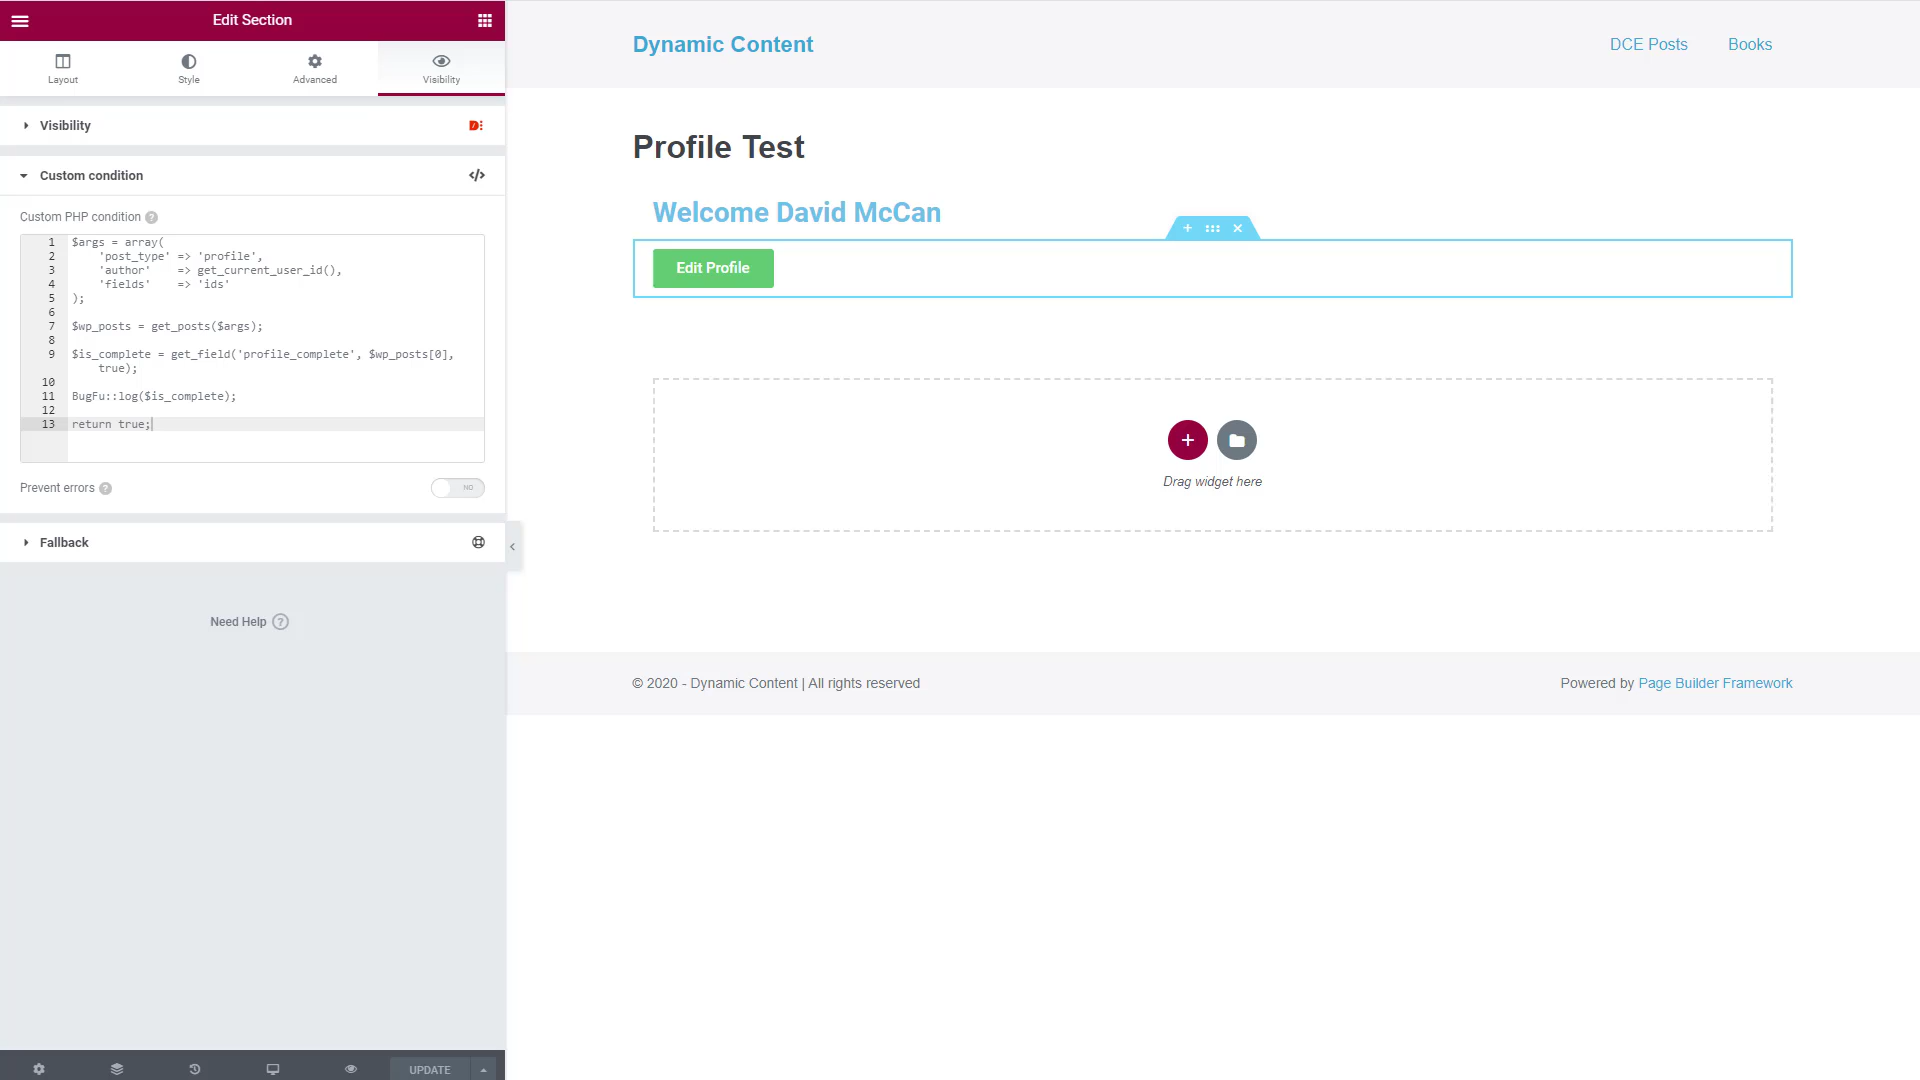 Edit Section
Layout
Style
Advanced
Visibility
Visibility
Custom condition
Custom PHP condition ?
1 $args = array(
2 'post_type' => 'profile',
3 'author' => get_current_user_id(),
4 'fields' => 'ids'
5 );
6
7 $wp_posts = get_posts($args);
8
9 $is_complete = get_field('profile_complete', $wp_posts[0],
true);
10
11 BugFu::log($is_complete);
12
13 return true;
Prevent errors ?
NO
Fallback
Need Help ?
UPDATE
Dynamic Content
DCE Posts
Books
Profile Test
Welcome David McCan
Edit Profile
Drag widget here
© 2020 - Dynamic Content | All rights reserved
Powered by Page Builder Framework